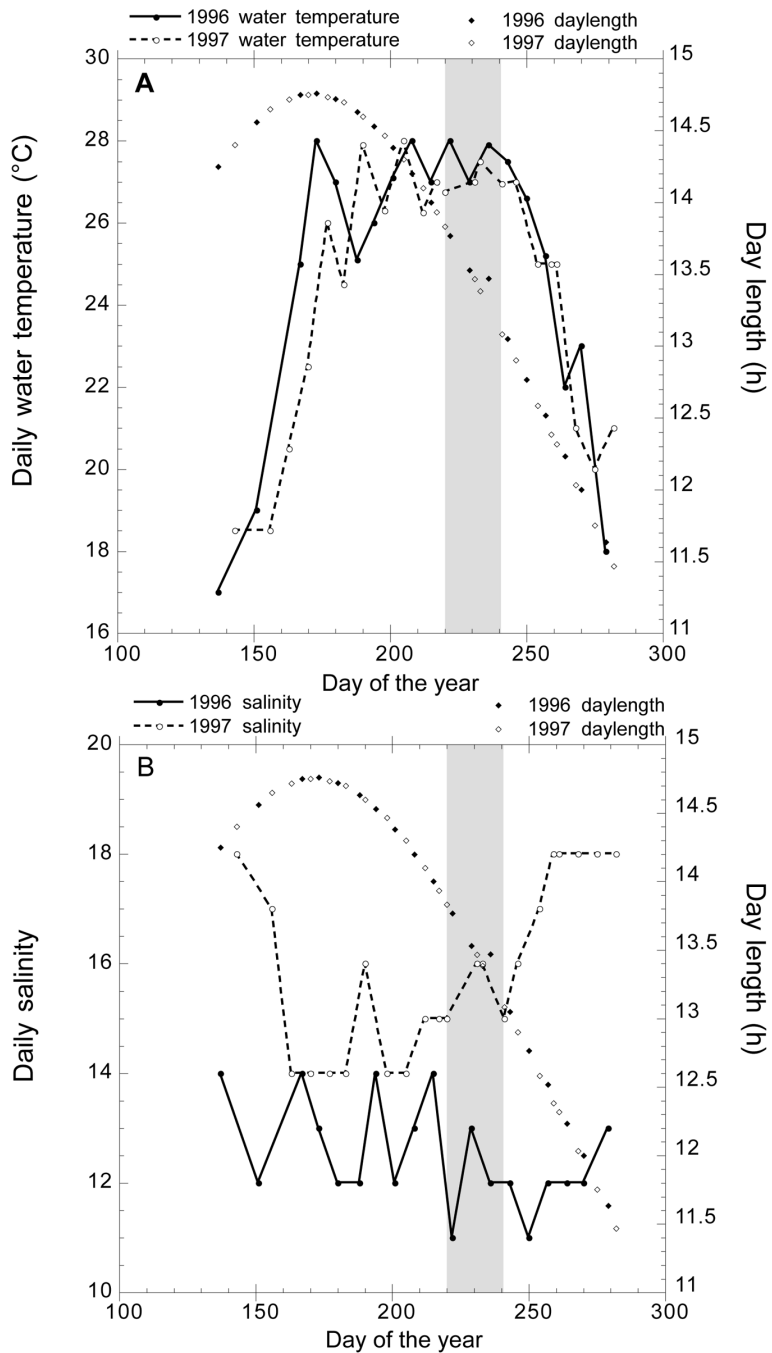 1996 water temperature 1996 daylength
1997 water temperature 1997 daylength
A
30 15
28 14.5
26 14
24 13.5
22 13
20 12.5
18 12
16 11.5
11
Daily water temperature (°C)
Day length (h)
100 150 200 250 300
Day of the year
1996 salinity 1996 daylength
1997 salinity 1997 daylength
B
20 15
18 14.5
16 14
14 13.5
12 13
10 12.5
12
11.5
11
Daily salinity
Day length (h)
100 150 200 250 300
Day of the year